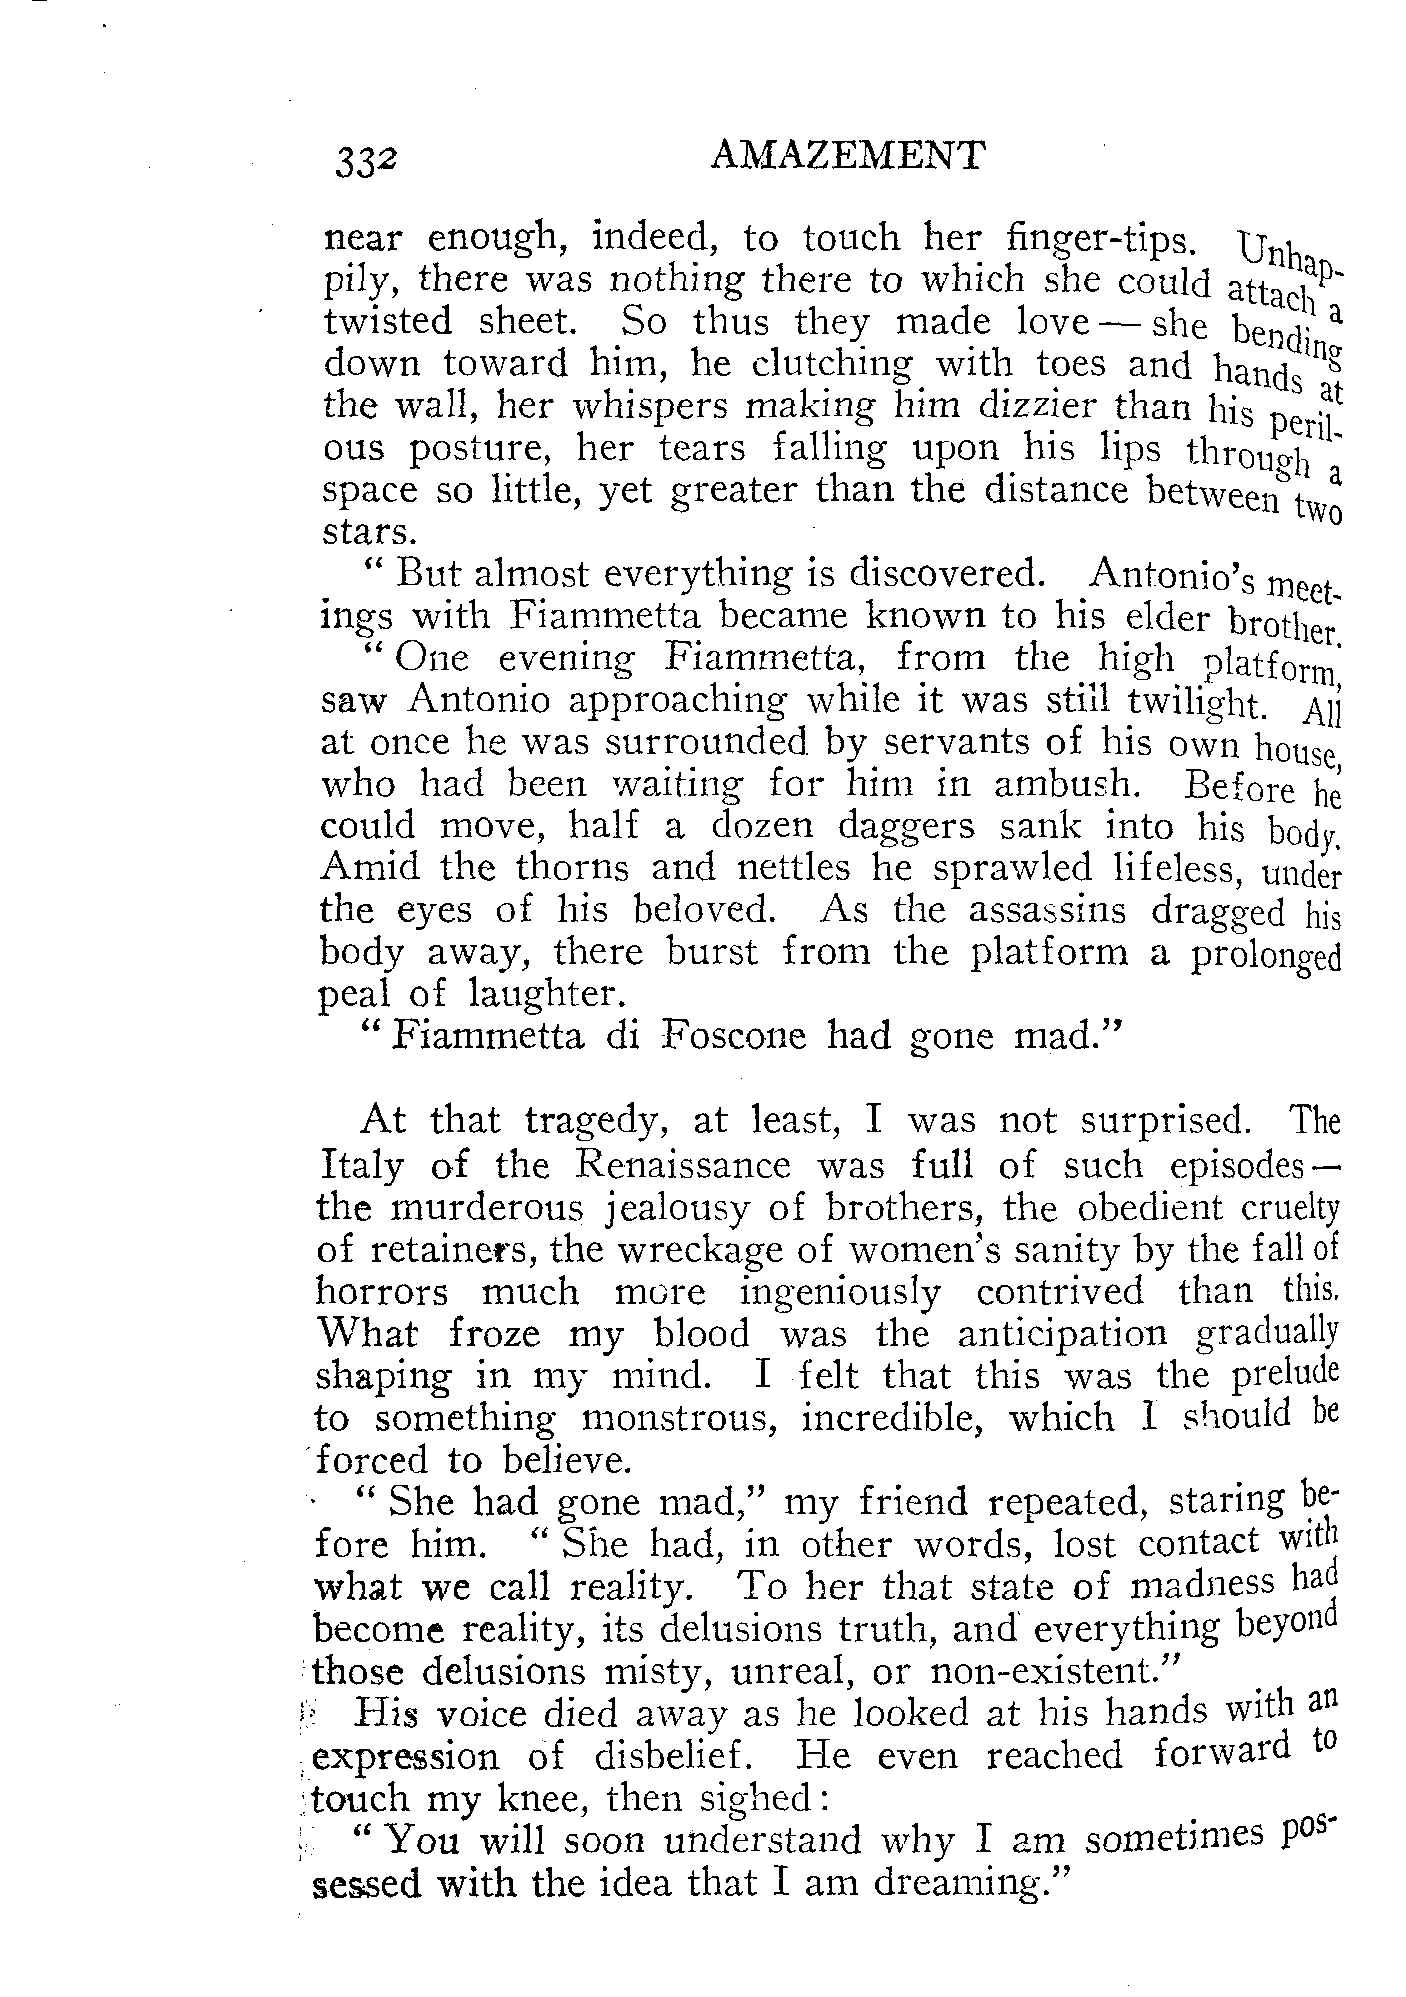 332 AMAZEMENT
near enough, indeed, to touch her finger-tips. Unhap-
pily, there was nothing there to which she could attach a
twisted sheet. So thus they made love — she bending
down toward him, he clutching with toes and hands at
the wall, her whispers making him dizzier than his peril-
ous posture, her tears falling upon his lips through a
space so little, yet greater than the distance between two
stars.
“ But almost everything is discovered. Antonio's meet-
ings with Fiammetta became known to his elder brother.
“ One evening Fiammetta, from the high platform,
saw Antonio approaching while it was still twilight. All
at once he was surrounded by servants of his own house,
who had been waiting for him in ambush. Before he
could move, half a dozen daggers sank into his body.
Amid the thorns and nettles he sprawled lifeless, under
the eyes of his beloved. As the assassins dragged his
body away, there burst from the platform a prolonged
peal of laughter.
“ Fiammetta di Foscone had gone mad.”
At that tragedy, at least, I was not surprised. The
Italy of the Renaissance was full of such episodes —
the murderous jealousy of brothers, the obedient cruelty
of retainers, the wreckage of women's sanity by the fall of
horrors much more ingeniously contrived than this.
What froze my blood was the anticipation gradually
shaping in my mind. I felt that this was the prelude
to something monstrous, incredible, which I should be
forced to believe.
“ She had gone mad,” my friend repeated, staring be-
fore him. “ She had, in other words, lost contact with
what we call reality. To her that state of madness had
become reality, its delusions truth, and everything beyond
those delusions misty, unreal, or non-existent.”
His voice died away as he looked at his hands with an
expression of disbelief. He even reached forward to
touch my knee, then sighed:
“ You will soon understand why I am sometimes pos-
sessed with the idea that I am dreaming.”